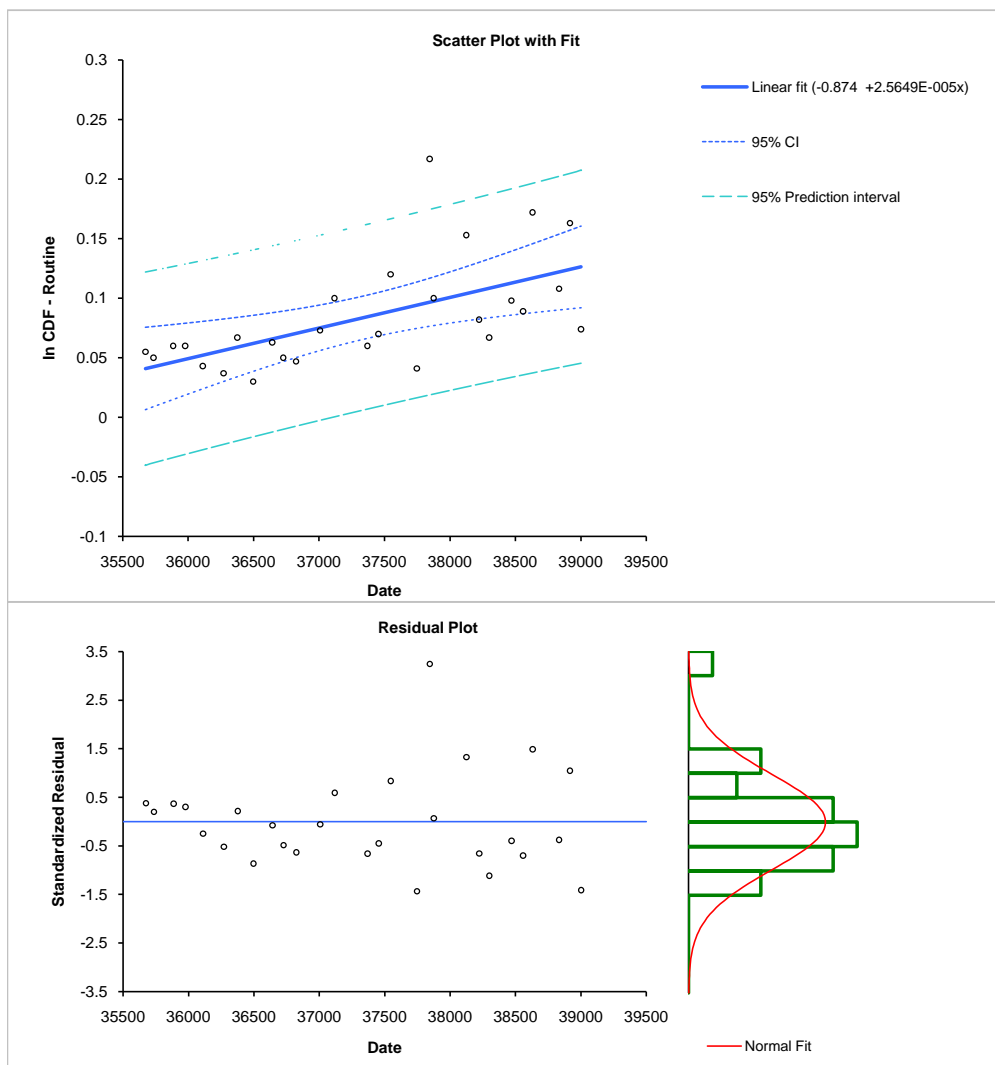 Scatter Plot with Fit
0.3
0.25
0.2
0.15
0.1
0.05
0
-0.05
-0.1
ln CDF - Routine
35500 36000 36500 37000 37500 38000 38500 39000 39500
Date
Linear fit (-0.874 +2.5649E-005x)
95% CI
95% Prediction interval
Residual Plot
3.5
2.5
1.5
0.5
-0.5
-1.5
-2.5
-3.5
Standardized Residual
35500 36000 36500 37000 37500 38000 38500 39000 39500
Date
Normal Fit